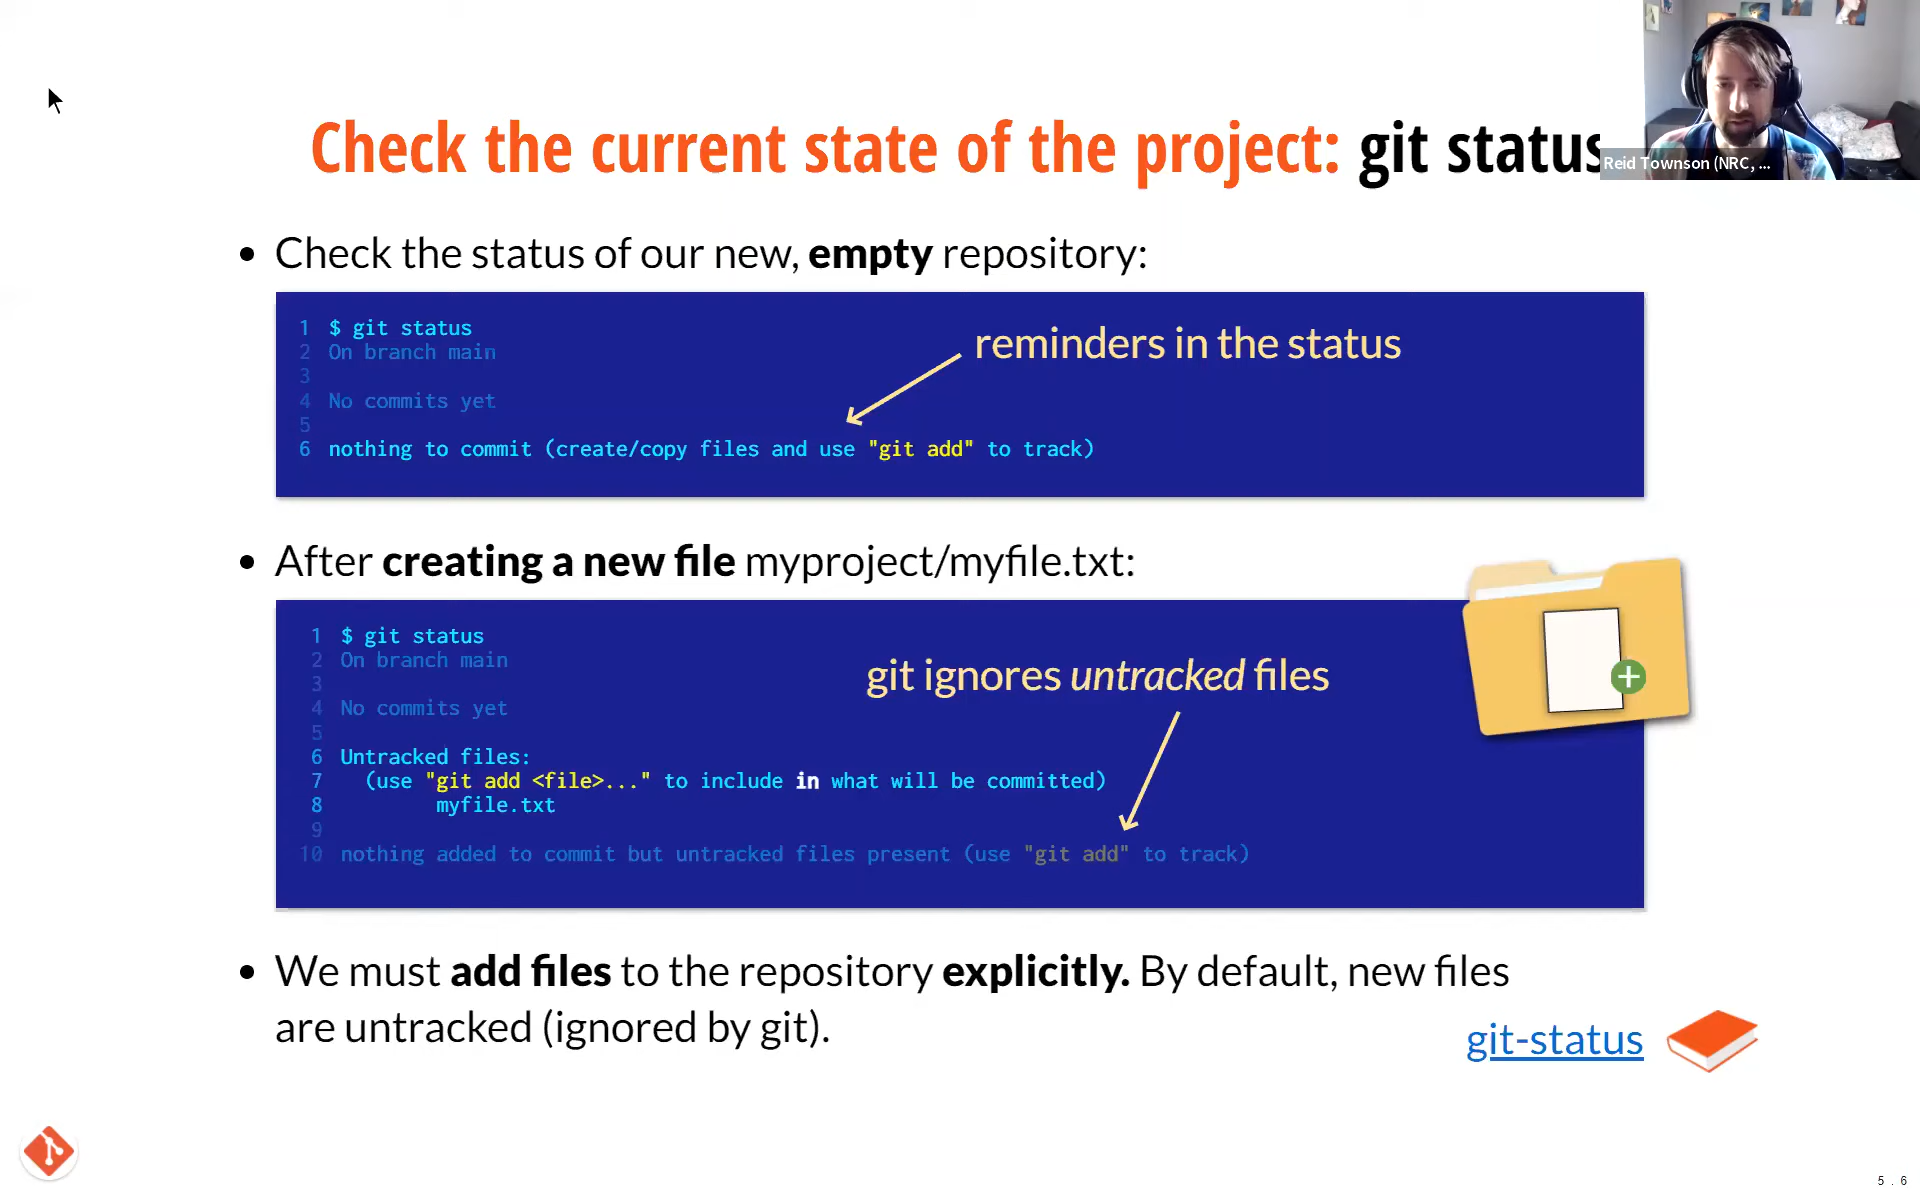 Check the current state of the project: git status
Reid Townson (NRC, ...
• Check the status of our new, empty repository:
1 $ git status
2 On branch main
3
4 No commits yet
5
6 nothing to commit (create/copy files and use "git add" to track)
reminders in the status
• After creating a new file myproject/myfile.txt:
1 $ git status
2 On branch main
3
4 No commits yet
5
6 Untracked files:
7 (use "git add <file>..." to include in what will be committed)
8 myfile.txt
9
10 nothing added to commit but untracked files present (use "git add" to track)
git ignores untracked files
• We must add files to the repository explicitly. By default, new files
are untracked (ignored by git).
git-status
5 . 6